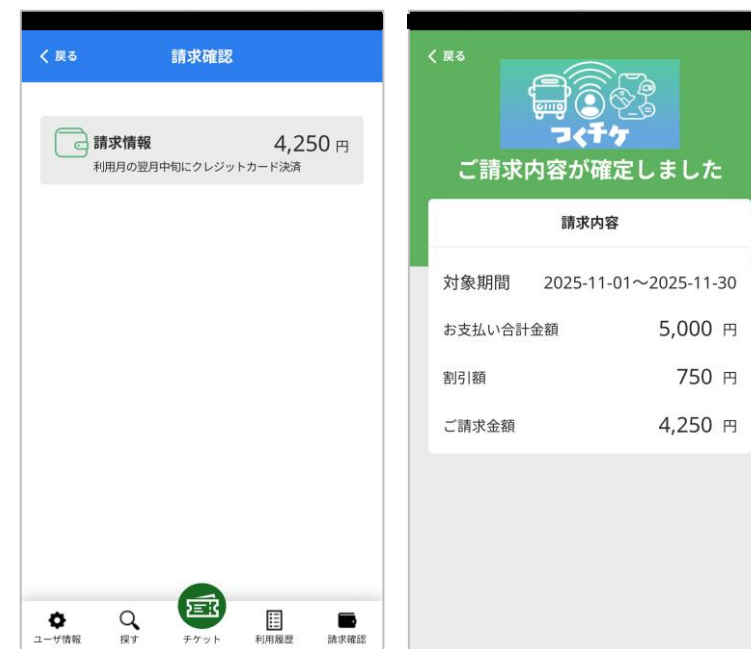 戻る
請求確認
請求情報
4,250 円
利用月の翌月中旬にクレジットカード決済
ユーザ情報
探す
チケット
利用履歴
請求確認
戻る
つくチケ
ご請求内容が確定しました
請求内容
対象期間 2025-11-01~2025-11-30
お支払い合計金額 5,000 円
割引額 750 円
ご請求金額 4,250 円